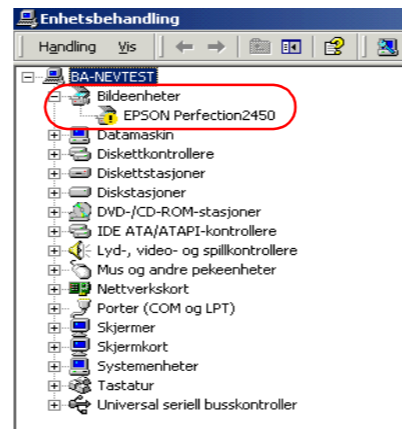 Enhetsbehandling
Handling Vis
BA-NEVTEST
Bildeenheter
EPSON Perfection2450
Datamaskin
Diskettkontrollere
Diskettstasjoner
Diskstasjoner
DVD-/CD-ROM-stasjoner
IDE ATA/ATAPI-kontrollere
Lyd-, video- og spillkontrollere
Mus og andre pekeenheter
Nettverkskort
Porter (COM og LPT)
Skjermer
Skjermkort
Systemenheter
Tastatur
Universal seriell busskontroller